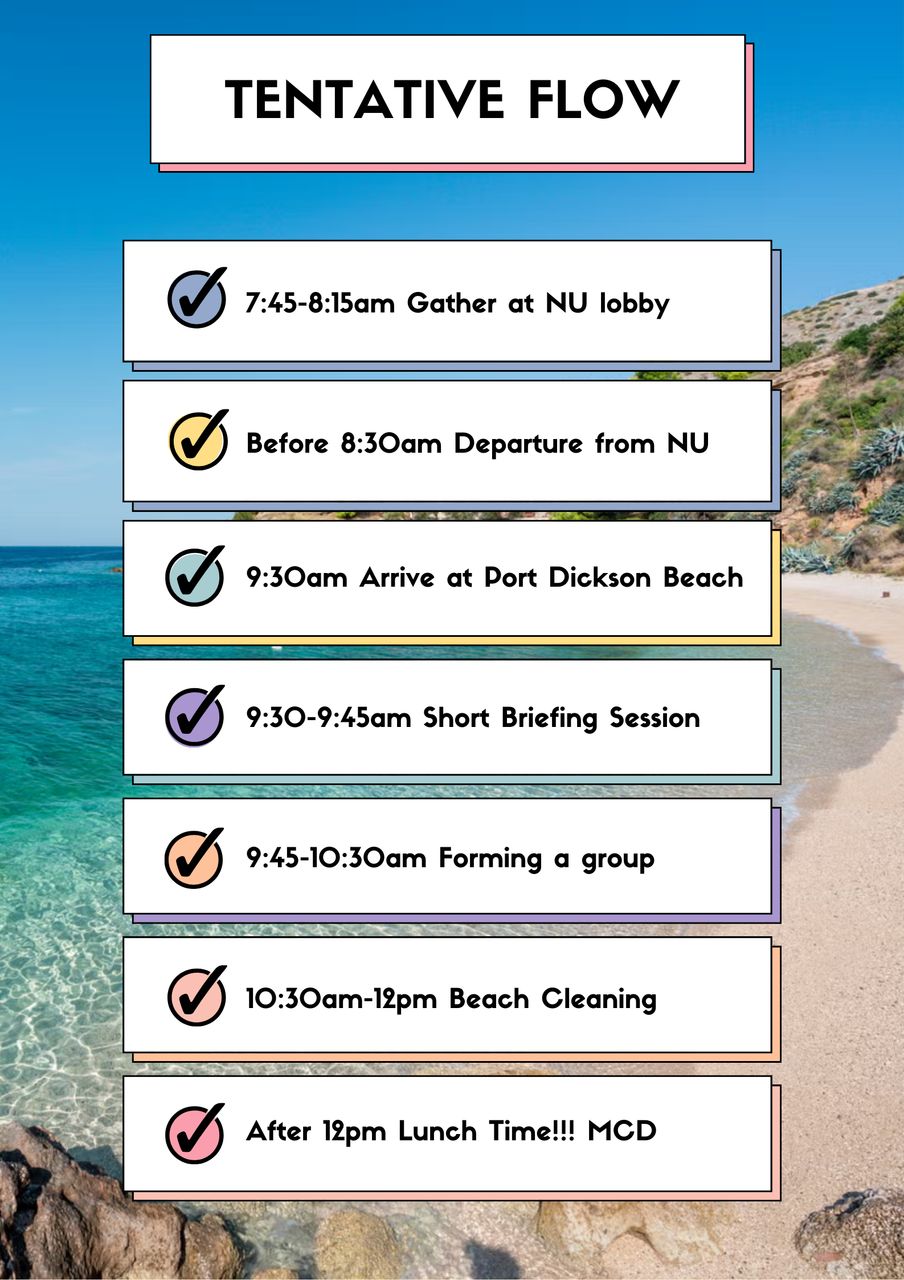 TENTATIVE FLOW
7:45-8:15am Gather at NU lobby
Before 8:30am Departure from NU
9:30am Arrive at Port Dickson Beach
9:30-9:45am Short Briefing Session
9:45-10:30am Forming a group
10:30am-12pm Beach Cleaning
After 12pm Lunch Time!!! MCD